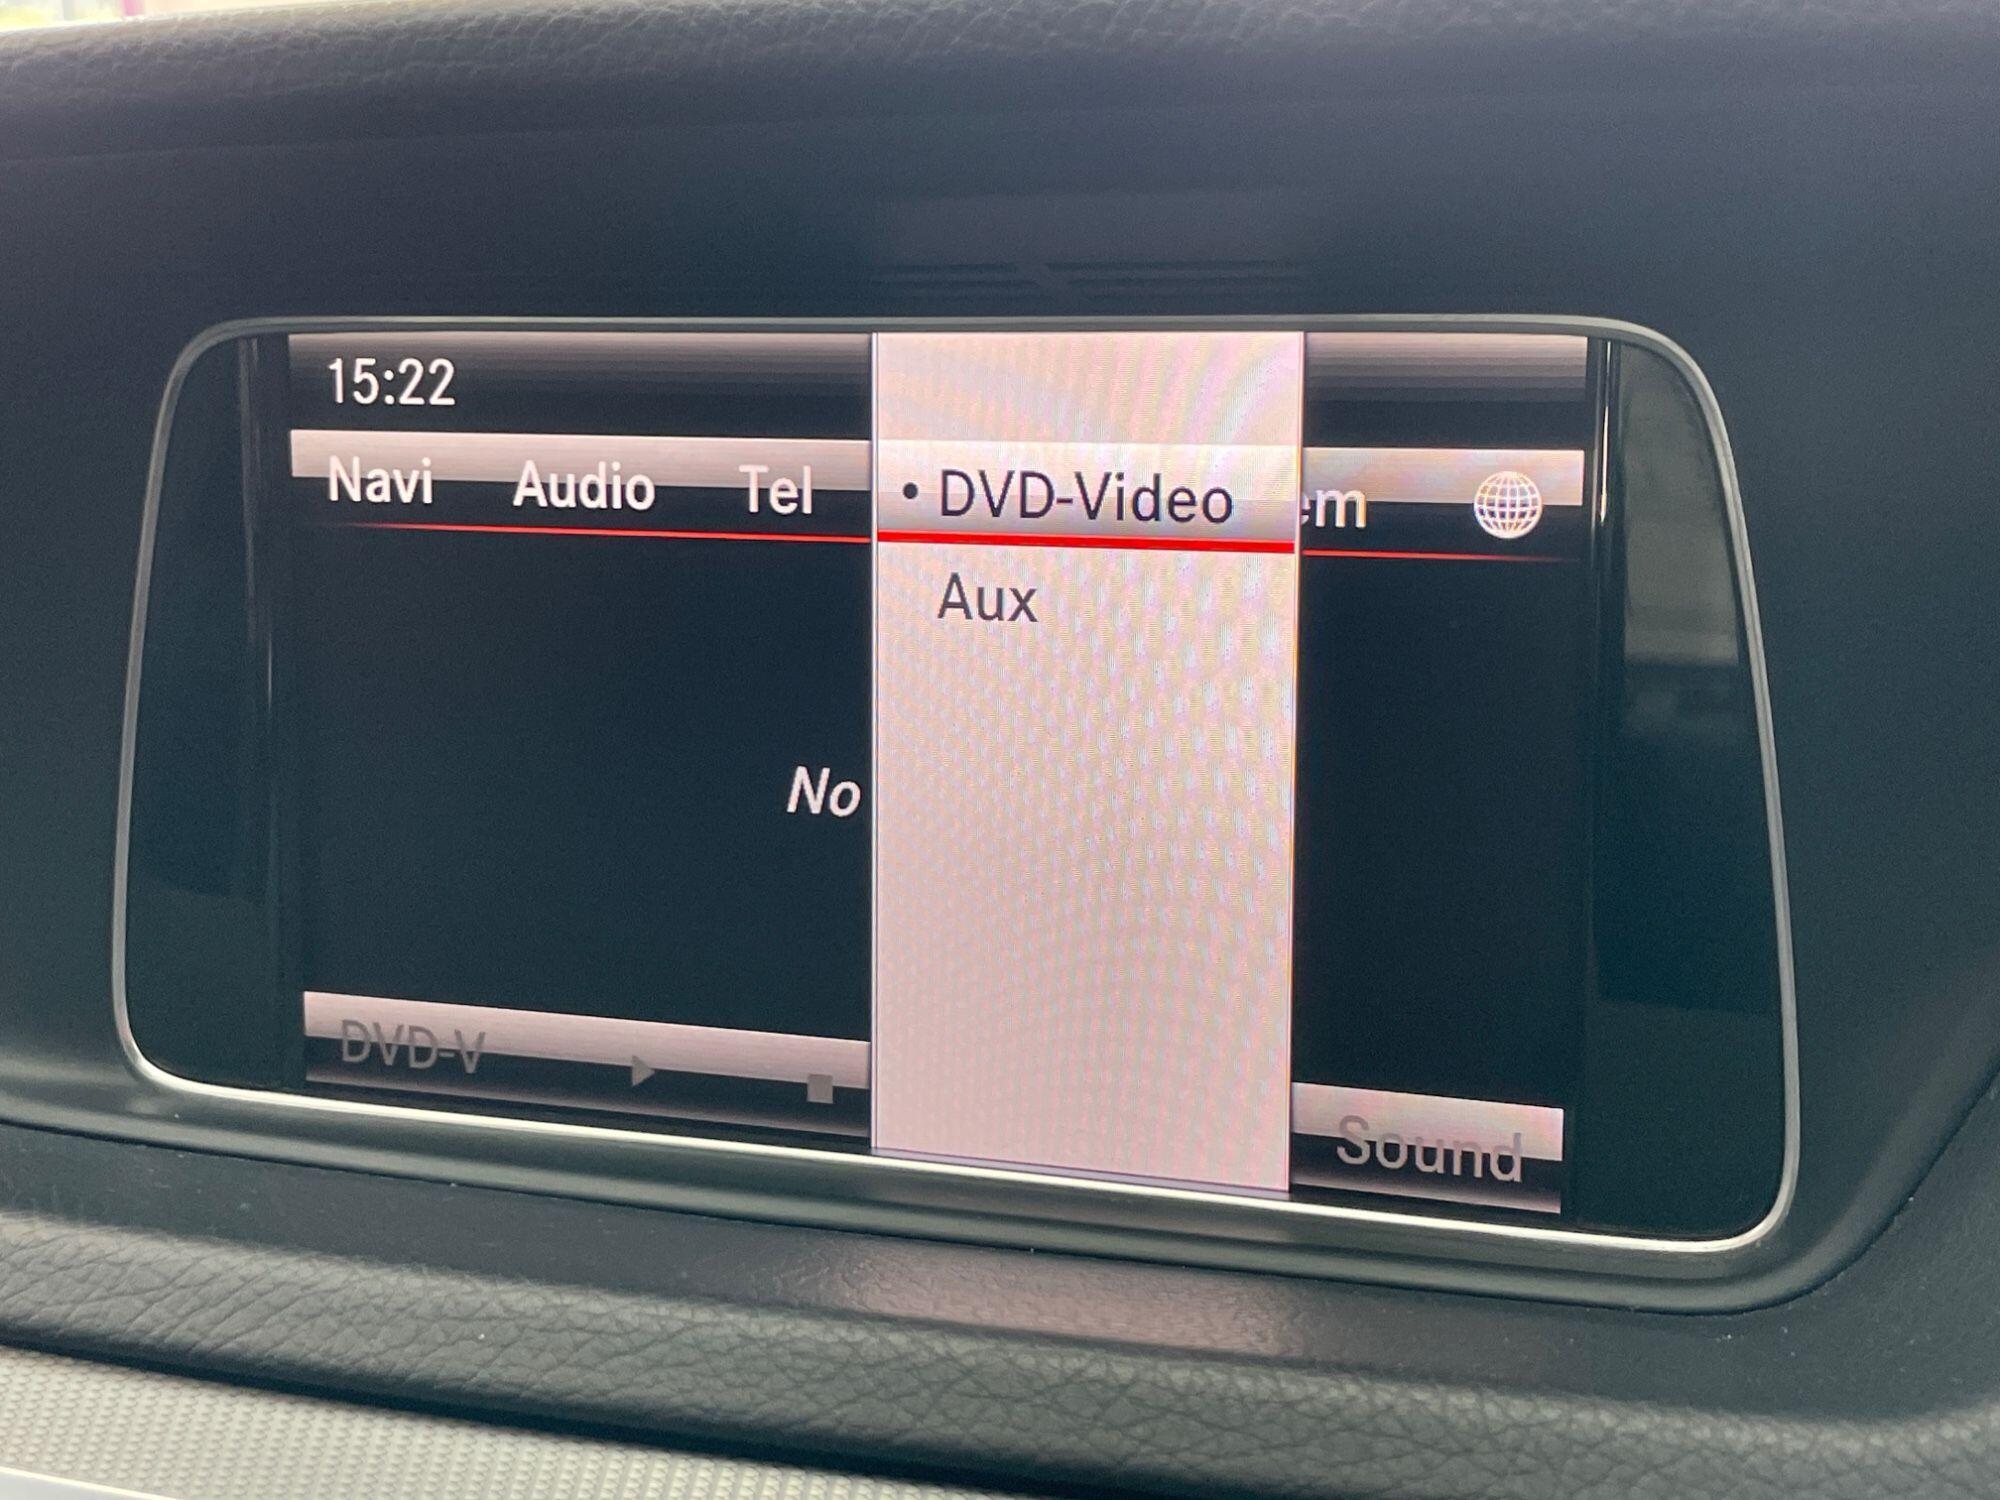 15:22
Navi Audio Tel • DVD-Video em
Aux
No
DVD-V Sound